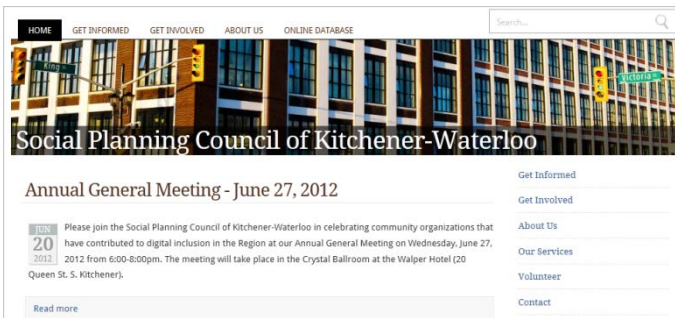 HOME GET INFORMED GET INVOLVED ABOUT US ONLINE DATABASE
Search...
King St
Victoria St
Social Planning Council of Kitchener-Waterloo
Annual General Meeting - June 27, 2012
JUN
20
2012
Please join the Social Planning Council of Kitchener-Waterloo in celebrating community organizations that
have contributed to digital inclusion in the Region at our Annual General Meeting on Wednesday, June 27,
2012 from 6:00-8:00pm. The meeting will take place in the Crystal Ballroom at the Walper Hotel (20
Queen St. S. Kitchener).
Read more
Get Informed
Get Involved
About Us
Our Services
Volunteer
Contact